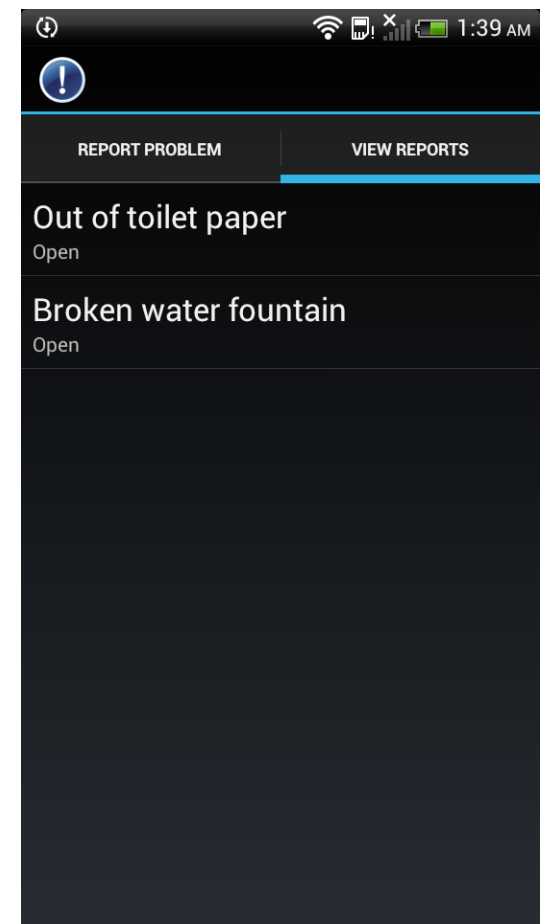 1:39 AM
REPORT PROBLEM VIEW REPORTS
Out of toilet paper
Open
Broken water fountain
Open